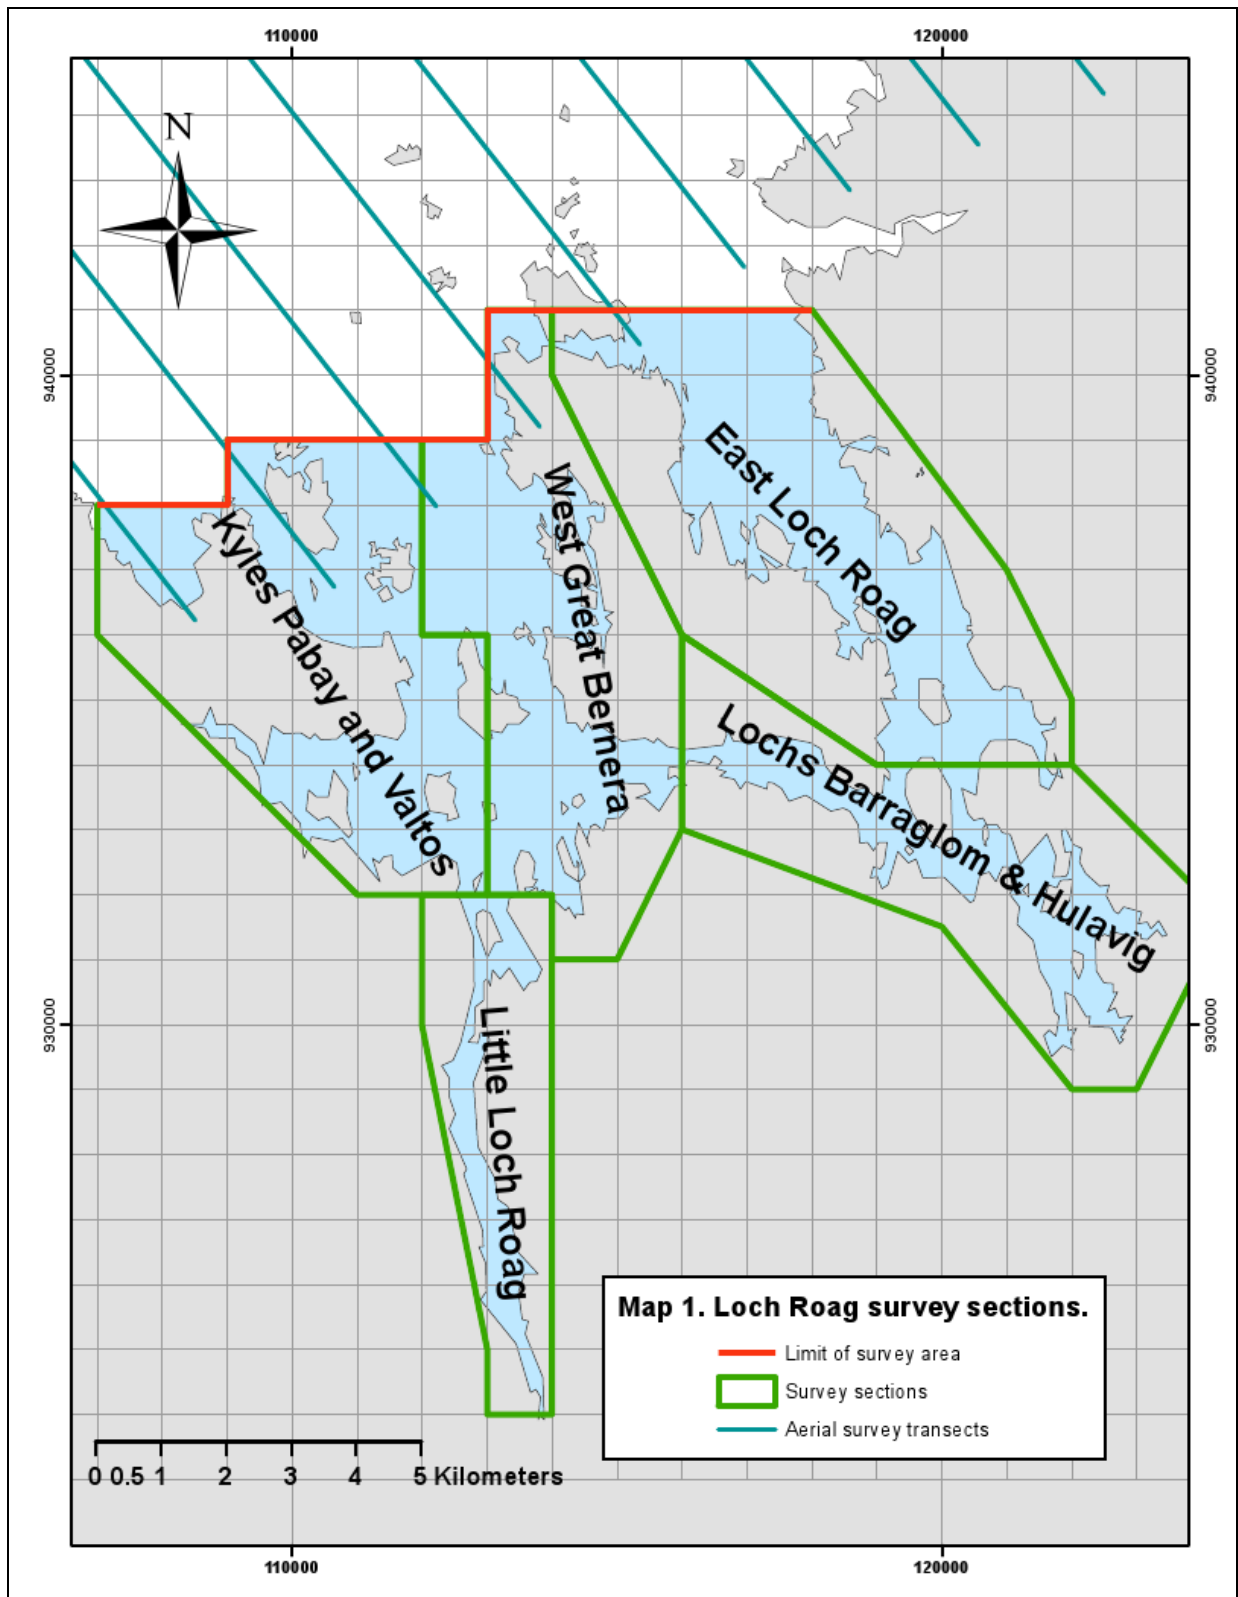 110000
120000
N
940000
940000
East Loch Roag
West Great Bernera
Kyles Pabay and Valtos
Lochs Barraglom & Hulavig
930000
930000
Little Loch Roag
Map 1. Loch Roag survey sections.
Limit of survey area
Survey sections
Aerial survey transects
0 0.5 1 2 3 4 5 Kilometers
110000
120000